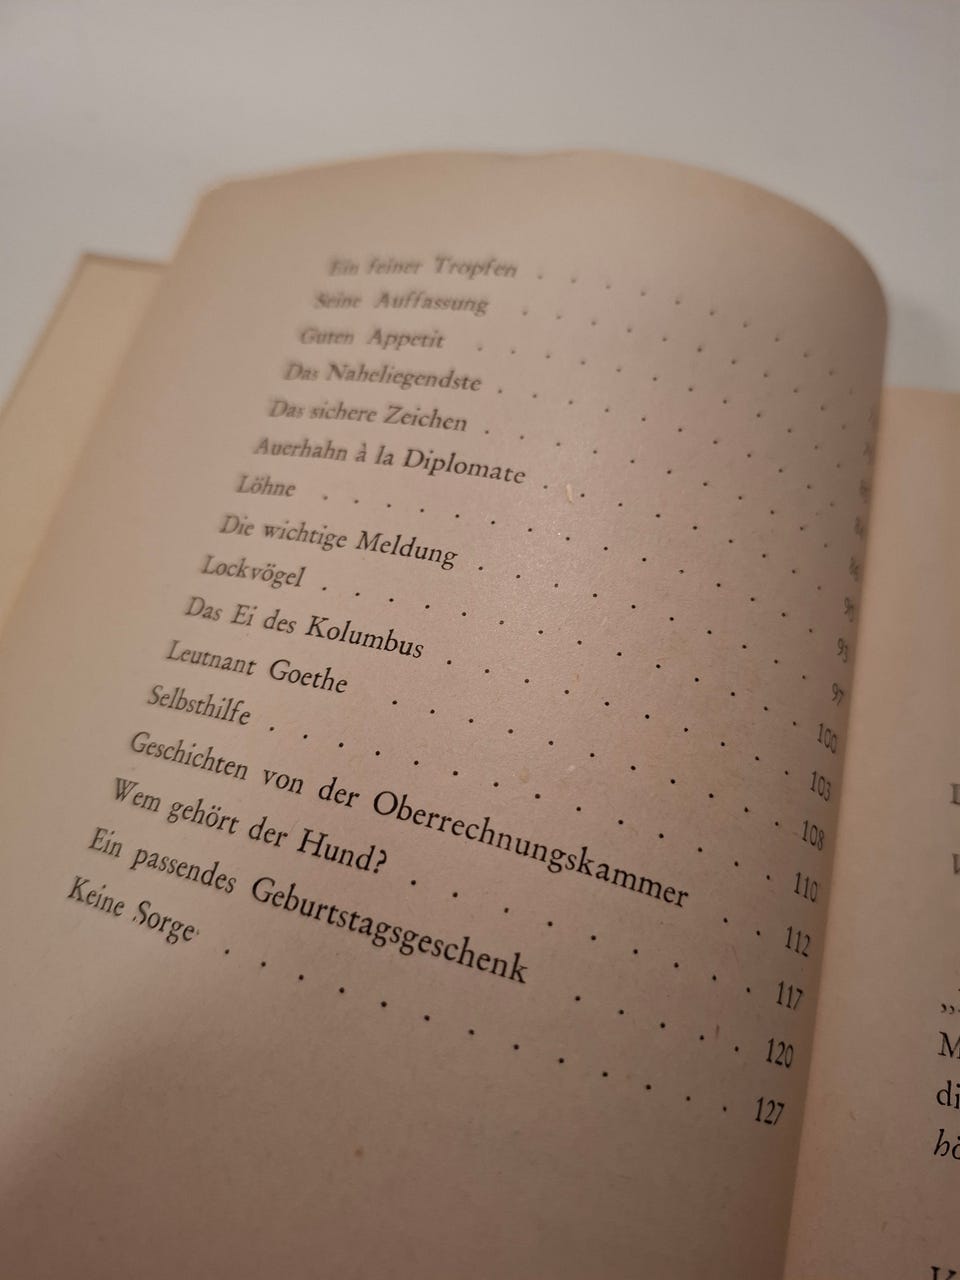 Ein feiner Tropfen . . . . . . . . . .
Seine Auffassung . . . . . . . . . .
Guten Appetit . . . . . . . . . . .
Das Naheliegendste . . . . . . . . . .
Das sichere Zeichen . . . . . . . . . .
Auerhahn à la Diplomate . . . . . . . . 90
Löhne . . . . . . . . . . . . . 93
Die wichtige Meldung . . . . . . . . . 97
Lockvögel . . . . . . . . . . . . 100
Das Ei des Kolumbus . . . . . . . . . 103
Leutnant Goethe . . . . . . . . . . 108
Selbsthilfe . . . . . . . . . . . . 110
Geschichten von der Oberrechnungskammer . . 112
Wem gehört der Hund? . . . . . . . . 117
Ein passendes Geburtstagsgeschenk . . . . . 120
Keine Sorge . . . . . . . . . . . . 127